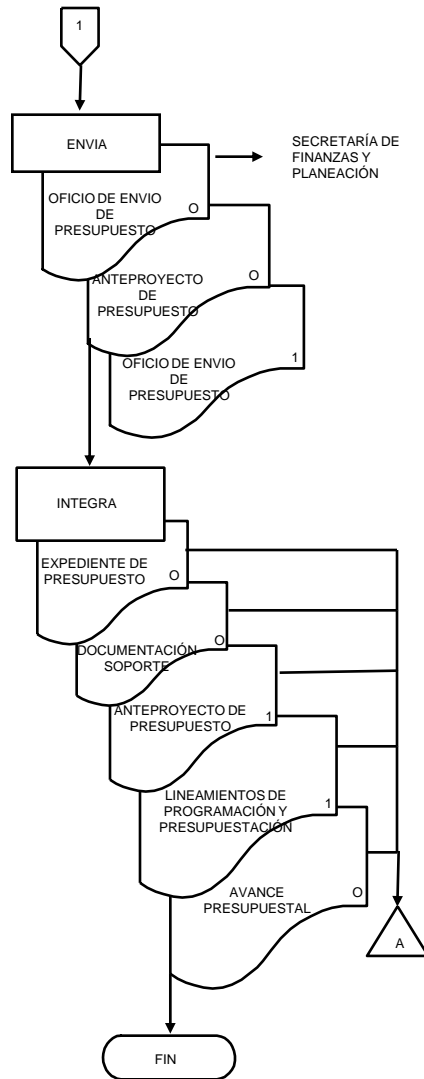 1
ENVIA
SECRETARÍA DE
FINANZAS Y
PLANEACIÓN
OFICIO DE ENVIO
DE
PRESUPUESTO
O
ANTEPROYECTO
DE
PRESUPUESTO
O
OFICIO DE ENVIO
DE
PRESUPUESTO
1
INTEGRA
EXPEDIENTE DE
PRESUPUESTO
O
DOCUMENTACIÓN
SOPORTE
O
ANTEPROYECTO DE
PRESUPUESTO
1
LINEAMIENTOS DE
PROGRAMACIÓN Y
PRESUPUESTACIÓN
1
AVANCE
PRESUPUESTAL
O
A
FIN